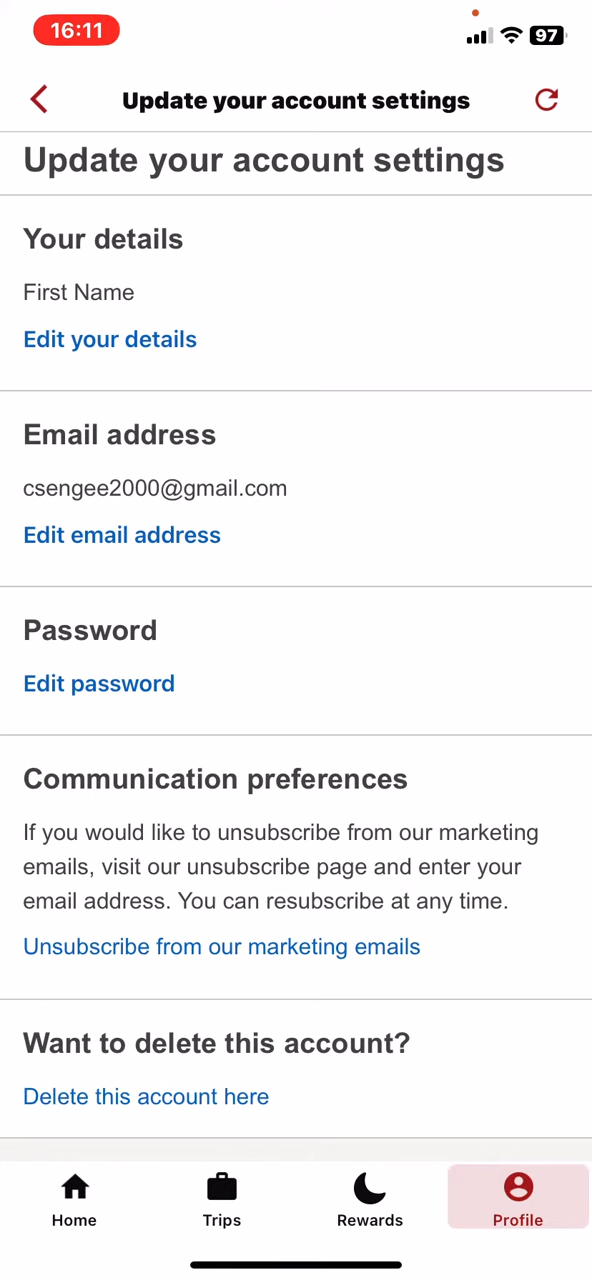 16:11
97
Update your account settings
Update your account settings
Your details
First Name
Edit your details
Email address
csengee2000@gmail.com
Edit email address
Password
Edit password
Communication preferences
If you would like to unsubscribe from our marketing
emails, visit our unsubscribe page and enter your
email address. You can resubscribe at any time.
Unsubscribe from our marketing emails
Want to delete this account?
Delete this account here
Home
Trips
Rewards
Profile